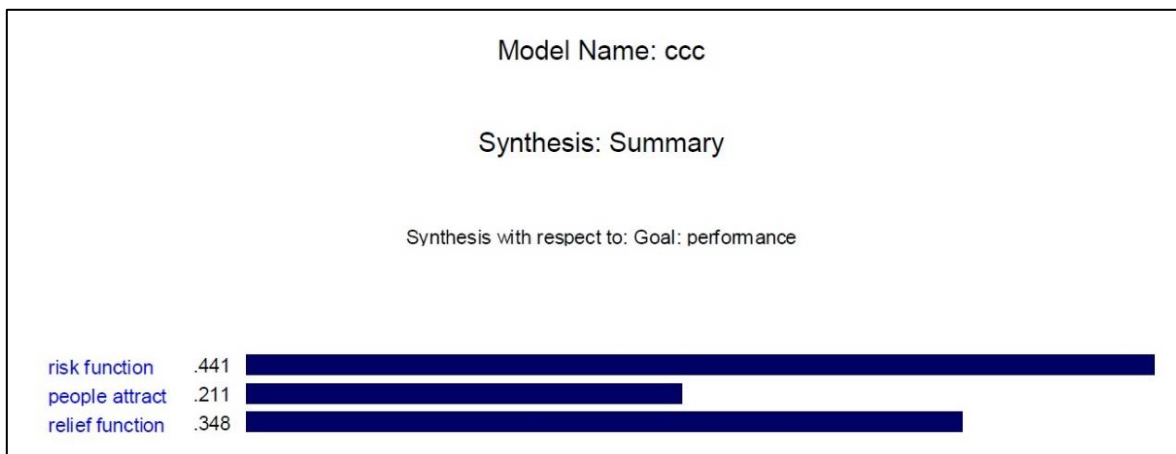 Model Name: ccc
Synthesis: Summary
Synthesis with respect to: Goal: performance
risk function .441
people attract .211
relief function .348